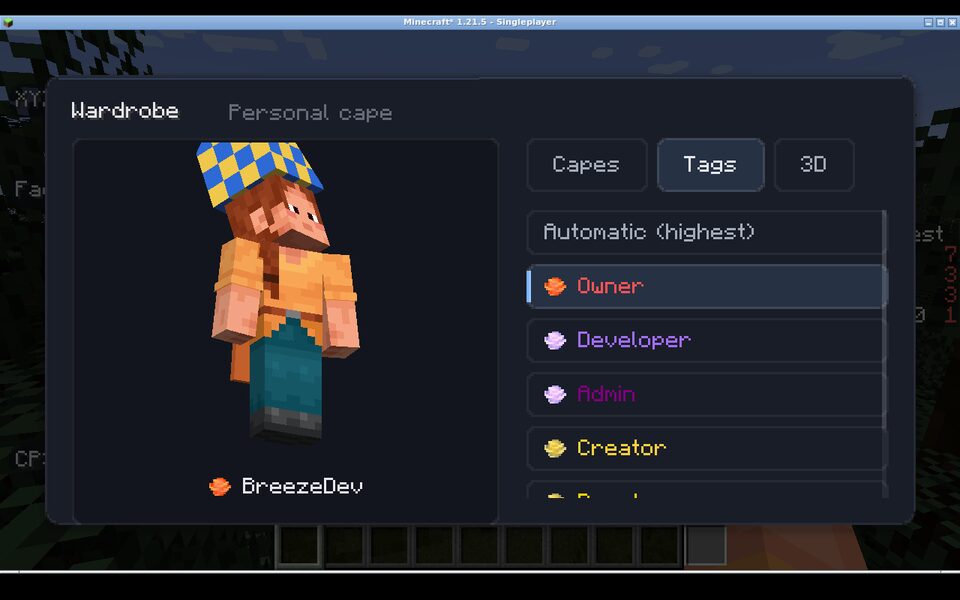 Minecraft* 1.21.5 - Singleplayer
Wardrobe
Personal cape
Capes
Tags
3D
Automatic (highest)
Owner
Developer
Admin
Creator
BreezeDev